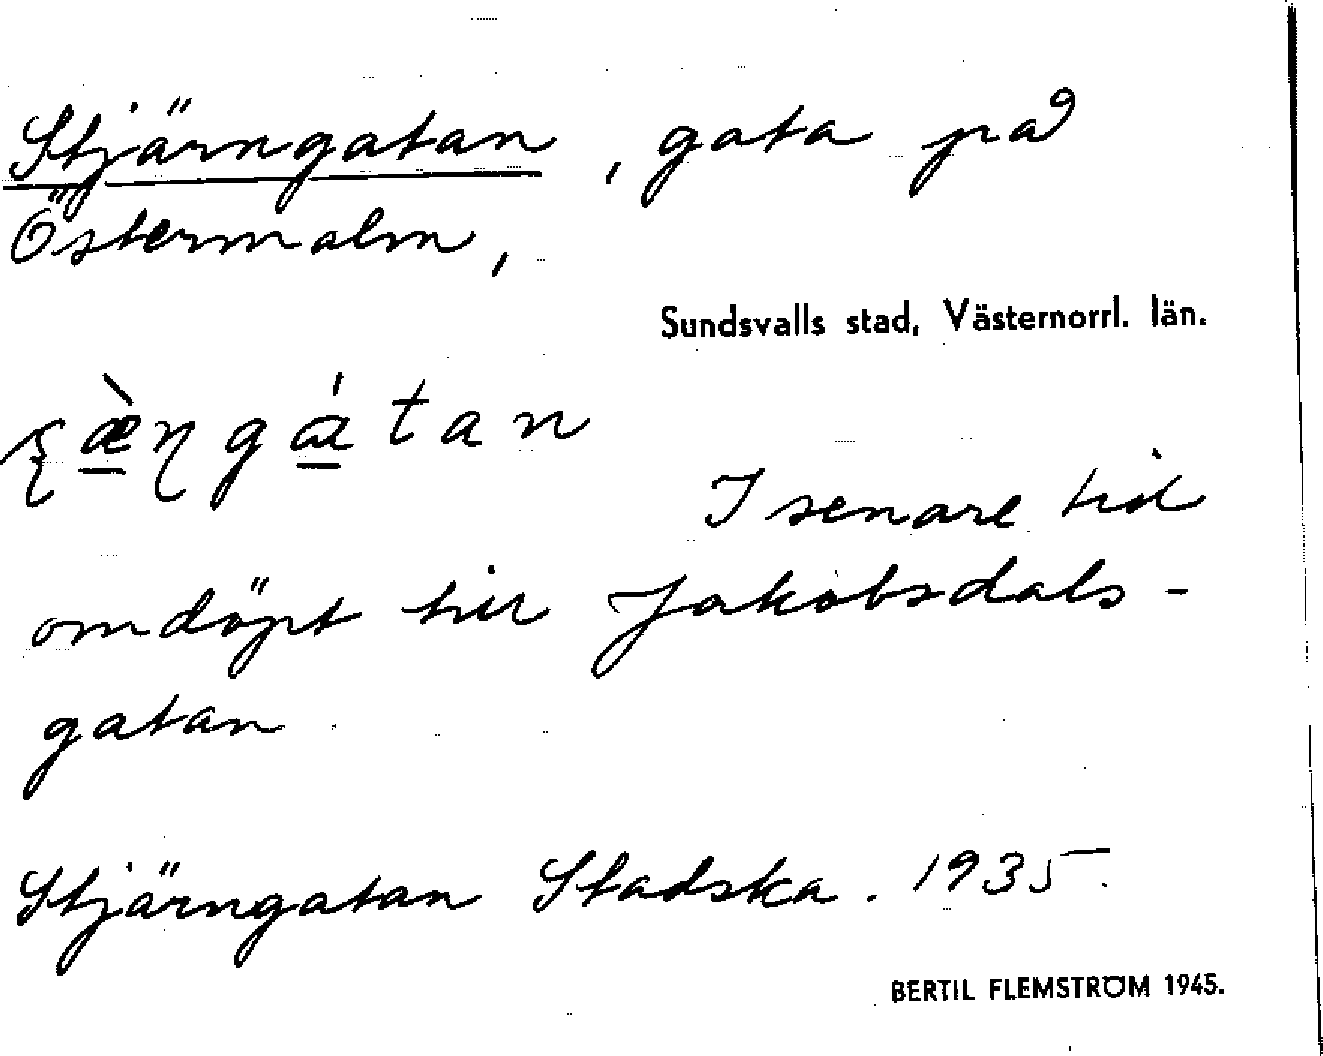 Stjärngatan, gata på
Östermalm,
Sundsvalls stad, Västernorrl. län.
I senare tid
omdöpt till Jakobsdals-
gatan
Stjärngatan Stadska. 1935.
BERTIL FLEMSTRÖM 1945.